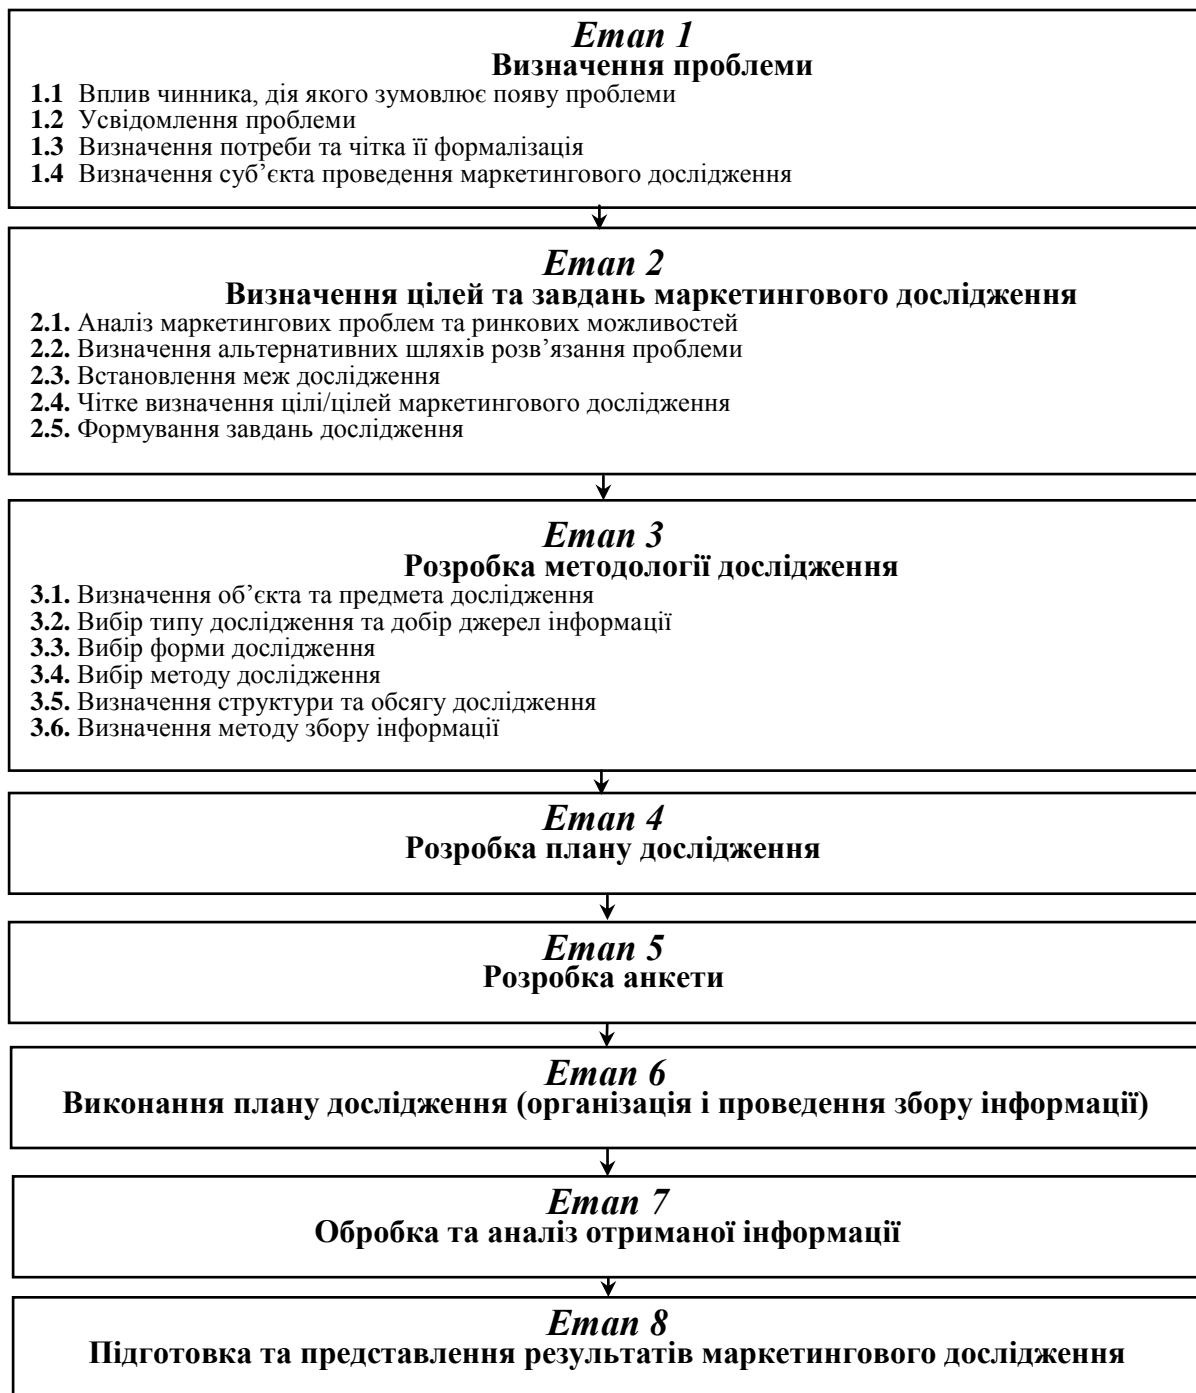 Етап 1
Визначення проблеми
1.1 Вплив чинника, дія якого зумовлює появу проблеми
1.2 Усвідомлення проблеми
1.3 Визначення потреби та чітка її формалізація
1.4 Визначення суб’єкта проведення маркетингового дослідження
Етап 2
Визначення цілей та завдань маркетингового дослідження
2.1. Аналіз маркетингових проблем та ринкових можливостей
2.2. Визначення альтернативних шляхів розв’язання проблеми
2.3. Встановлення меж дослідження
2.4. Чітке визначення цілі/цілей маркетингового дослідження
2.5. Формування завдань дослідження
Етап 3
Розробка методології дослідження
3.1. Визначення об’єкта та предмета дослідження
3.2. Вибір типу дослідження та добір джерел інформації
3.3. Вибір форми дослідження
3.4. Вибір методу дослідження
3.5. Визначення структури та обсягу дослідження
3.6. Визначення методу збору інформації
Етап 4
Розробка плану дослідження
Етап 5
Розробка анкети
Етап 6
Виконання плану дослідження (організація і проведення збору інформації)
Етап 7
Обробка та аналіз отриманої інформації
Етап 8
Підготовка та представлення результатів маркетингового дослідження